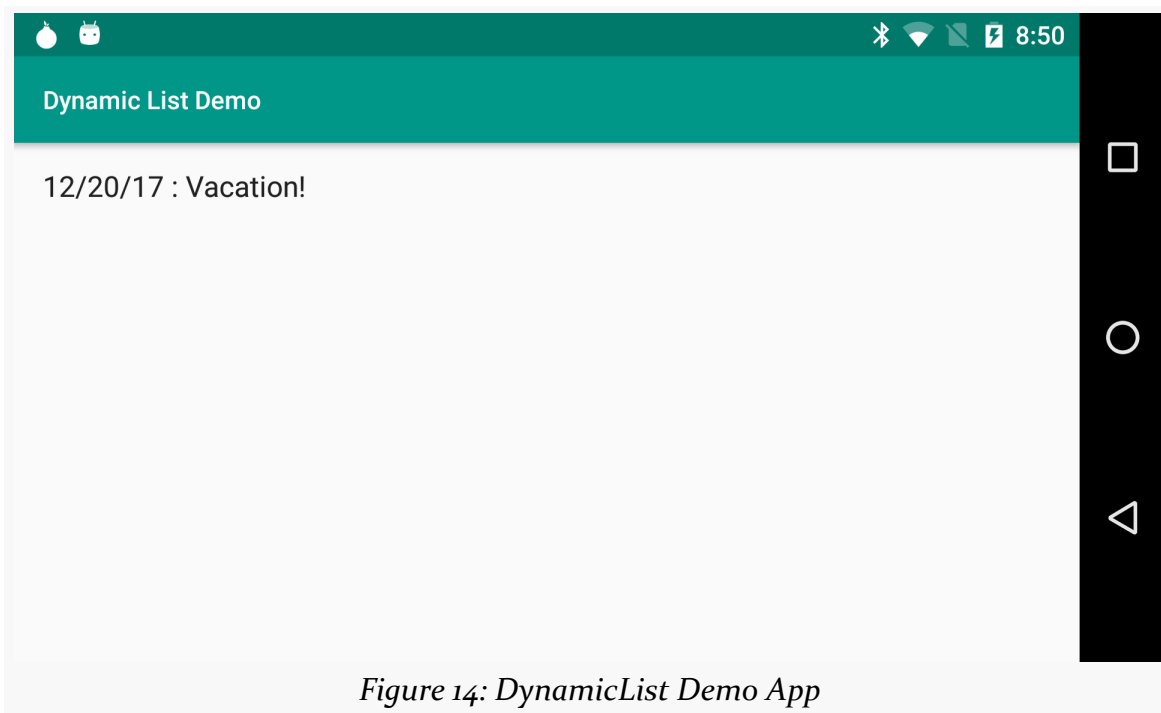 8:50
Dynamic List Demo
12/20/17 : Vacation!
Figure 14: DynamicList Demo App